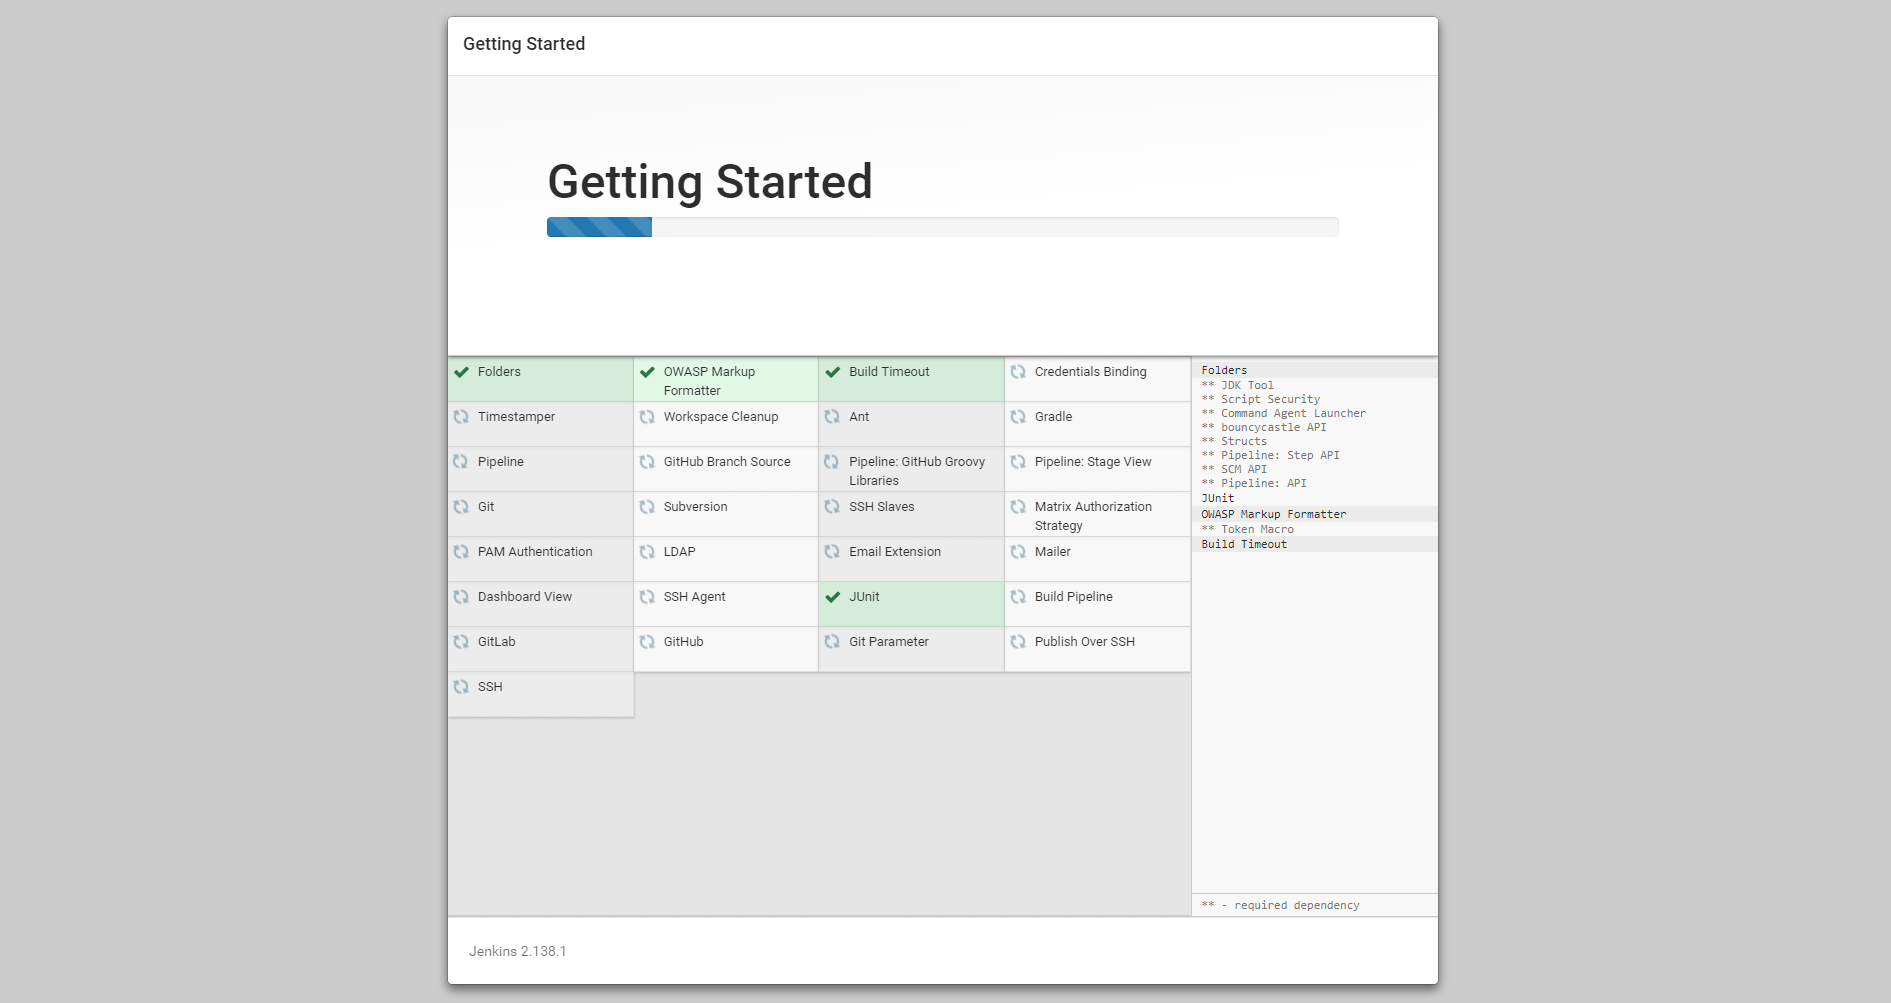 Getting Started
Getting Started
Folders
OWASP Markup
Formatter
Build Timeout
Credentials Binding
Timestamper
Workspace Cleanup
Ant
Gradle
Pipeline
GitHub Branch Source
Pipeline: GitHub Groovy
Libraries
Pipeline: Stage View
Git
Subversion
SSH Slaves
Matrix Authorization
Strategy
PAM Authentication
LDAP
Email Extension
Mailer
Dashboard View
SSH Agent
JUnit
Build Pipeline
GitLab
GitHub
Git Parameter
Publish Over SSH
SSH
Folders
** JDK Tool
** Script Security
** Command Agent Launcher
** bouncycastle API
** Structs
** Pipeline: Step API
** SCM API
** Pipeline: API
JUnit
OWASP Markup Formatter
** Token Macro
Build Timeout
** - required dependency
Jenkins 2.138.1